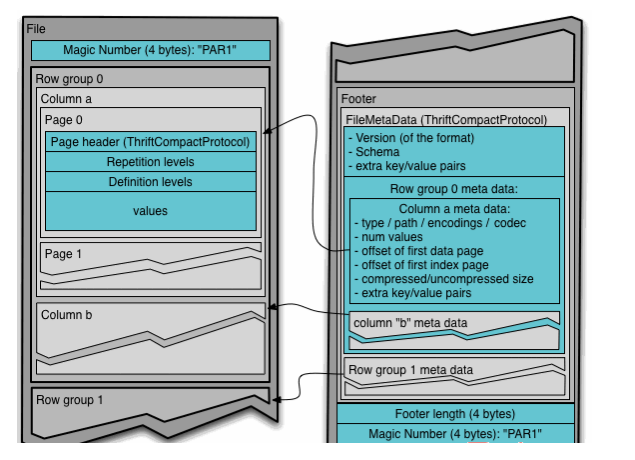 File
Magic Number (4 bytes): "PAR1"
Row group 0
Column a
Page 0
Page header (ThriftCompactProtocol)
Repetition levels
Definition levels
values
Page 1
Column b
Row group 1
Footer
FileMetaData (ThriftCompactProtocol)
- Version (of the format)
- Schema
- extra key/value pairs
Row group 0 meta data:
Column a meta data:
- type / path / encodings / codec
- num values
- offset of first data page
- offset of first index page
- compressed/uncompressed size
- extra key/value pairs
column "b" meta data
Row group 1 meta data
Footer length (4 bytes)
Magic Number (4 bytes): "PAR1"